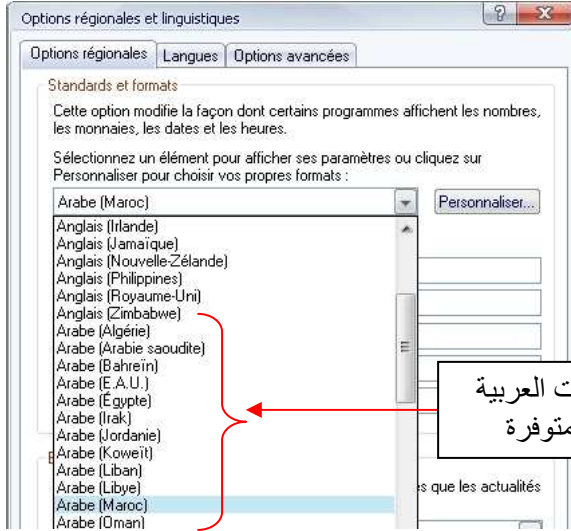 Options régionales et linguistiques
Options régionales
Langues
Options avancées
Standards et formats
Cette option modifie la façon dont certains programmes affichent les nombres,
les monnaies, les dates et les heures.
Sélectionnez un élément pour afficher ses paramètres ou cliquez sur
Personnaliser pour choisir vos propres formats :
Arabe (Maroc)
Personnaliser...
Anglais (Irlande)
Anglais (Jamaïque)
Anglais (Nouvelle-Zélande)
Anglais (Philippines)
Anglais (Royaume-Uni)
Anglais (Zimbabwe)
Arabe (Algérie)
Arabe (Arabie saoudite)
Arabe (Bahreïn)
Arabe (E.A.U.)
Arabe (Égypte)
Arabe (Irak)
Arabe (Jordanie)
Arabe (Koweït)
Arabe (Liban)
Arabe (Libye)
Arabe (Maroc)
Arabe (Oman)
ت العربية
متوفرة
que les actualités